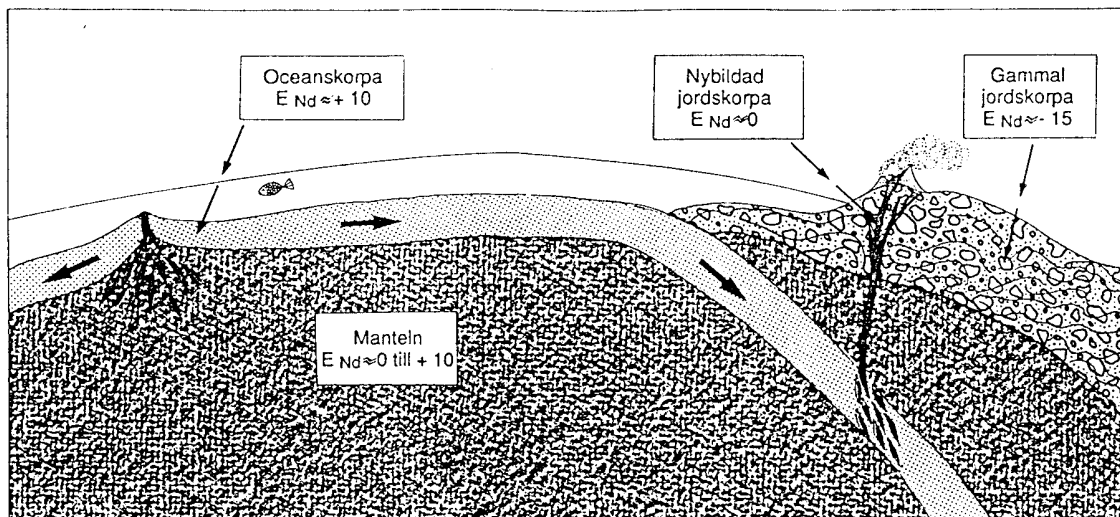 Oceanskorpa
E Nd ≈ + 10
Nybildad
jordskorpa
E Nd ≈ 0
Gammal
jordskorpa
E Nd ≈ - 15
Manteln
E Nd ≈ 0 till + 10